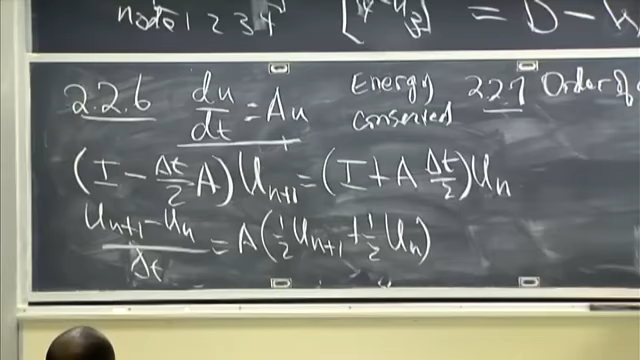 node 1 2 3 4 = D - W
2.2.6 du/dt = Au Energy conserved 2.2.7 Order of
(I - Δt/2 A) U_{n+1} = (I + A Δt/2) U_n
(U_{n+1} - U_n)/Δt = A(1/2 U_{n+1} + 1/2 U_n)